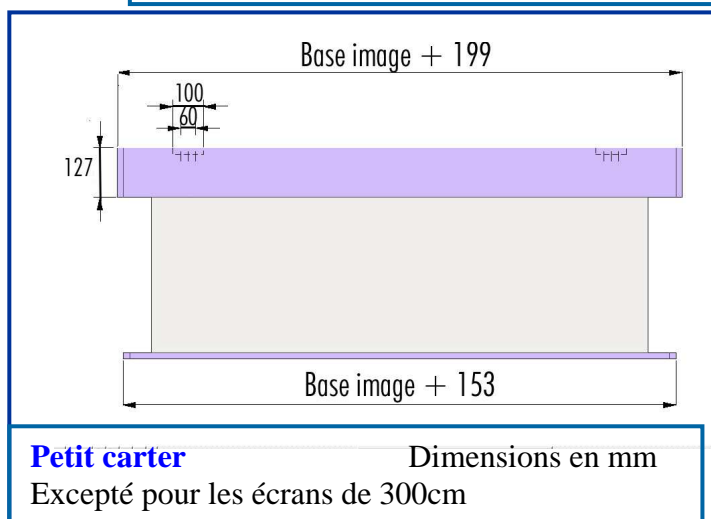 Base image + 199
100
60
127
Base image + 153
Petit carter Dimensions en mm
Excepté pour les écrans de 300cm